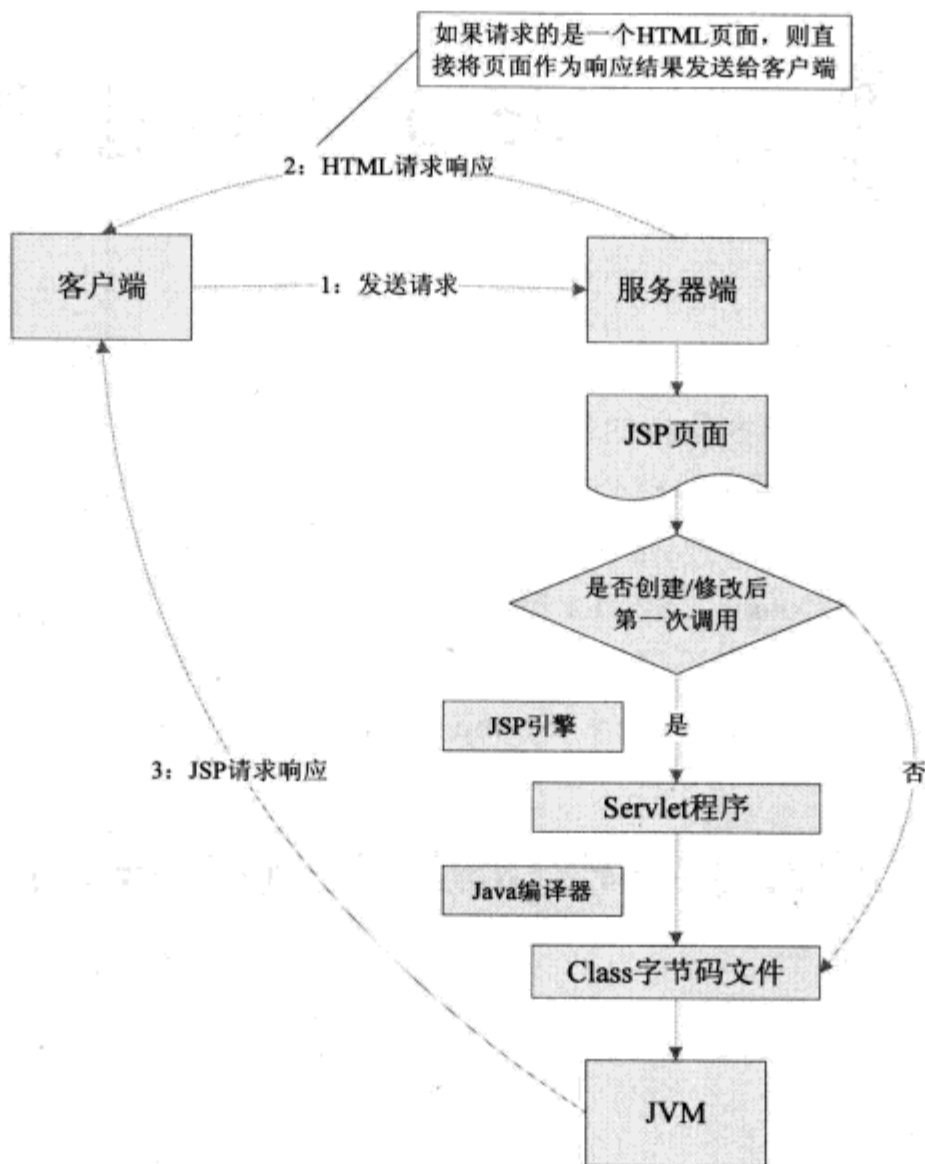 如果请求的是一个HTML页面，则直
接将页面作为响应结果发送给客户端
2：HTML请求响应
客户端
1：发送请求
服务器端
JSP页面
是否创建/修改后
第一次调用
JSP引擎
是
3：JSP请求响应
否
Servlet程序
Java编译器
Class字节码文件
JVM